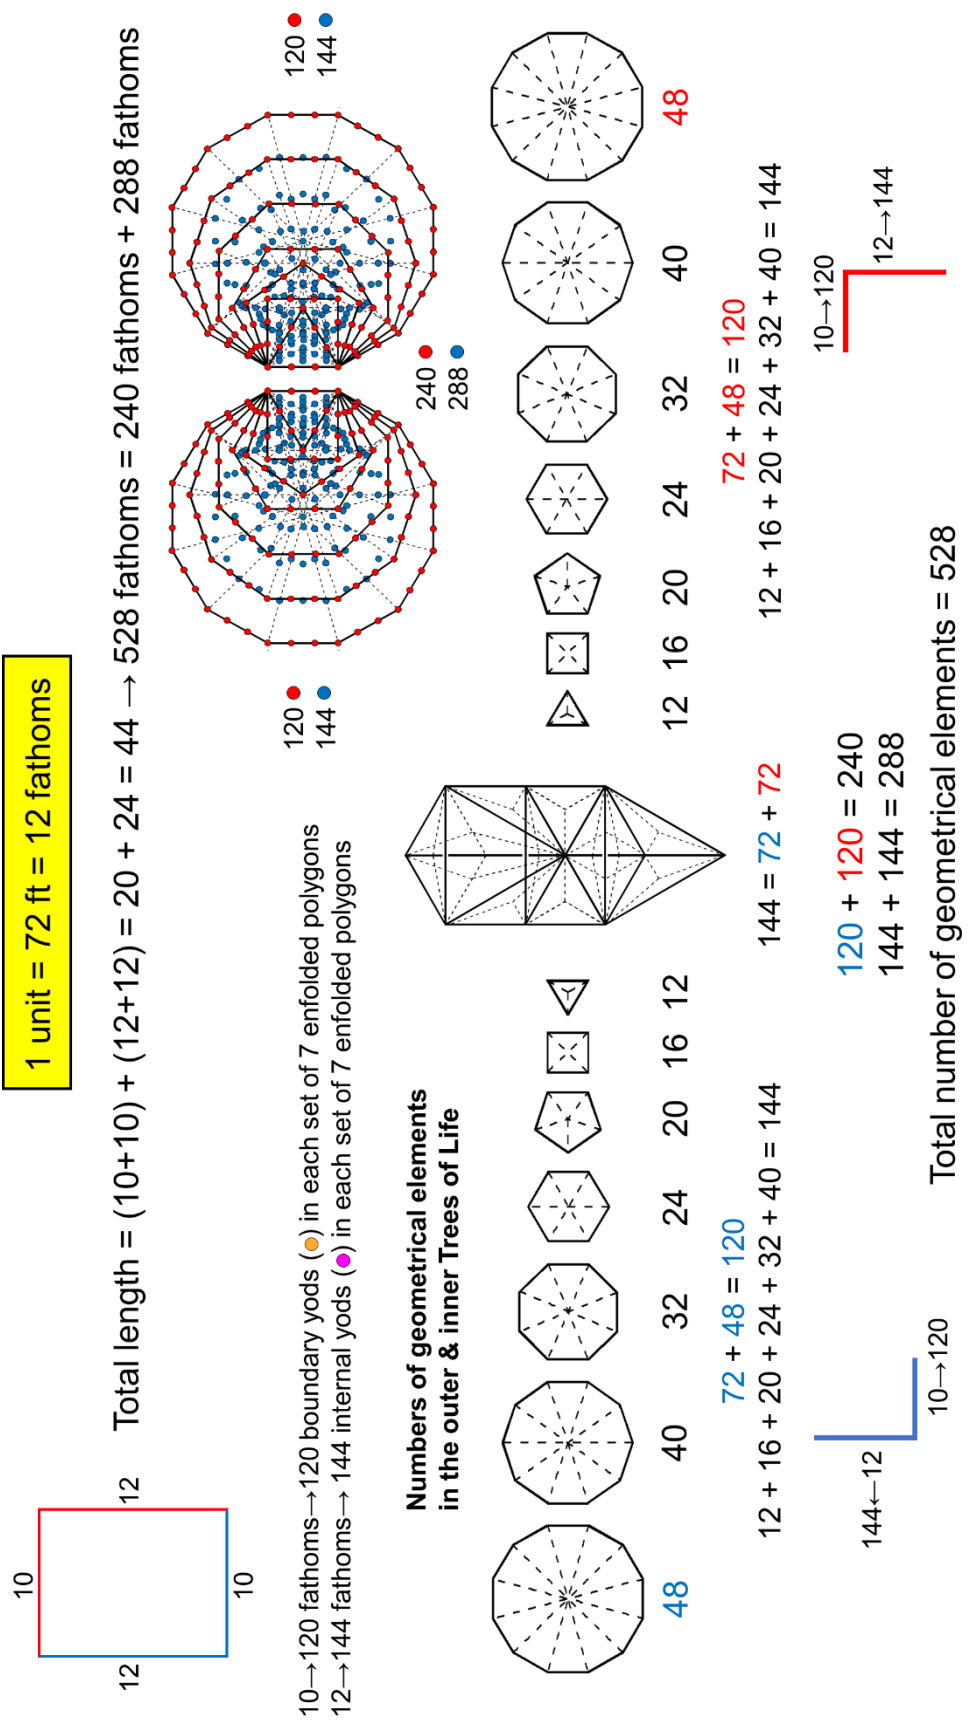 1 unit = 72 ft = 12 fathoms
10
12
12
10
Total length = (10+10) + (12+12) = 20 + 24 = 44 → 528 fathoms = 240 fathoms + 288 fathoms
10→120 fathoms→120 boundary yods (●) in each set of 7 enfolded polygons
12→144 fathoms→ 144 internal yods (●) in each set of 7 enfolded polygons
120 ●
144 ●
120 ●
144 ●
240 ●
288 ●
Numbers of geometrical elements
in the outer & inner Trees of Life
48 40 32 24 20 16 12
12 16 20 24 32 40 48
72 + 48 = 120
12 + 16 + 20 + 24 + 32 + 40 = 144
144 = 72 + 72
72 + 48 = 120
12 + 16 + 20 + 24 + 32 + 40 = 144
144←12
10→120
120 + 120 = 240
144 + 144 = 288
10→120
12→144
Total number of geometrical elements = 528